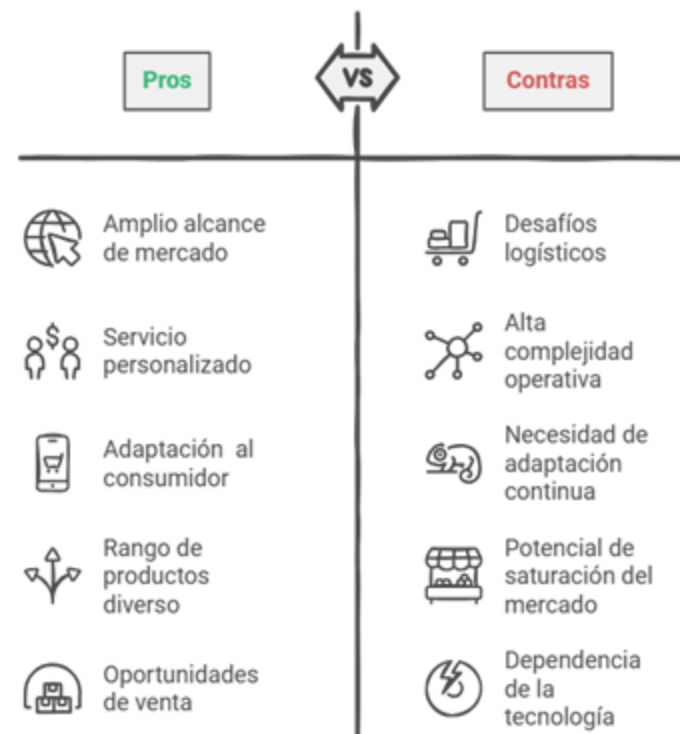 Pros
VS
Contras
Amplio alcance
de mercado
Servicio
personalizado
Adaptación al
consumidor
Rango de
productos
diverso
Oportunidades
de venta
Desafíos
logísticos
Alta
complejidad
operativa
Necesidad de
adaptación
continua
Potencial de
saturación del
mercado
Dependencia
de la
tecnología